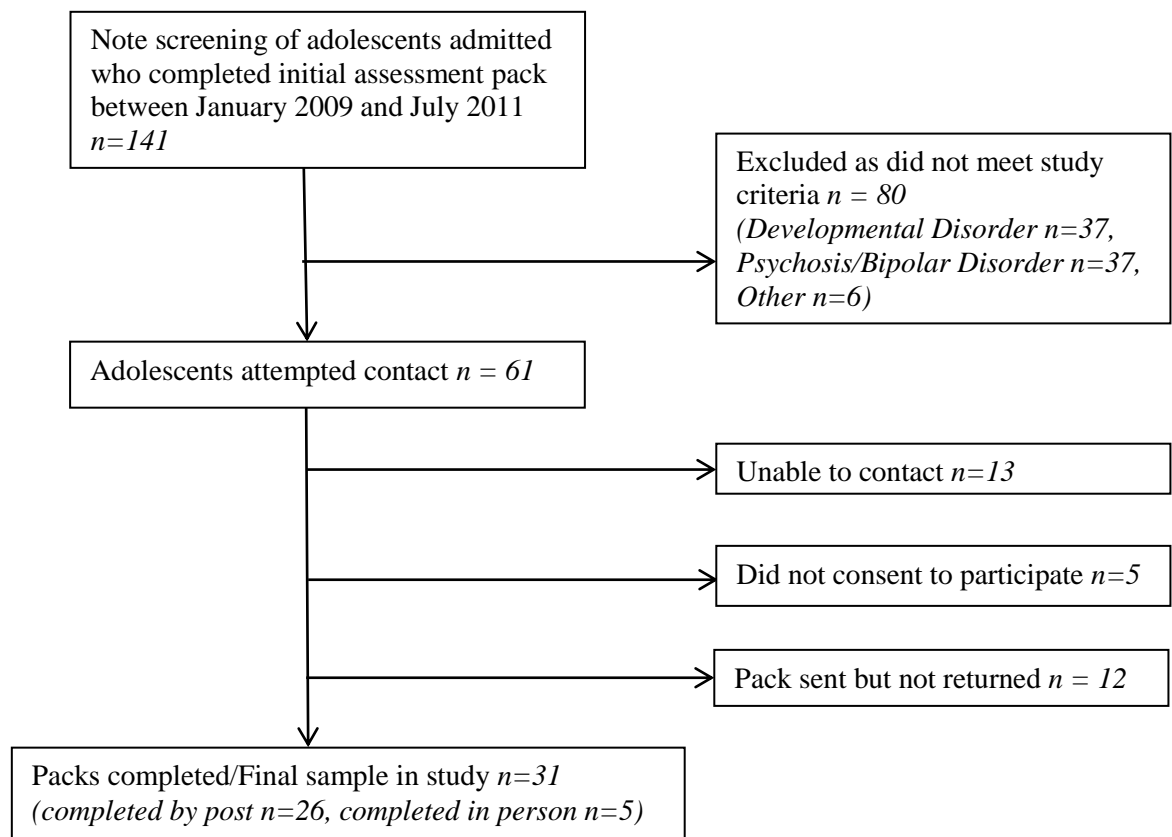 Note screening of adolescents admitted
who completed initial assessment pack
between January 2009 and July 2011
n=141
Excluded as did not meet study
criteria n = 80
(Developmental Disorder n=37,
Psychosis/Bipolar Disorder n=37,
Other n=6)
Adolescents attempted contact n = 61
Unable to contact n=13
Did not consent to participate n=5
Pack sent but not returned n = 12
Packs completed/Final sample in study n=31
(completed by post n=26, completed in person n=5)